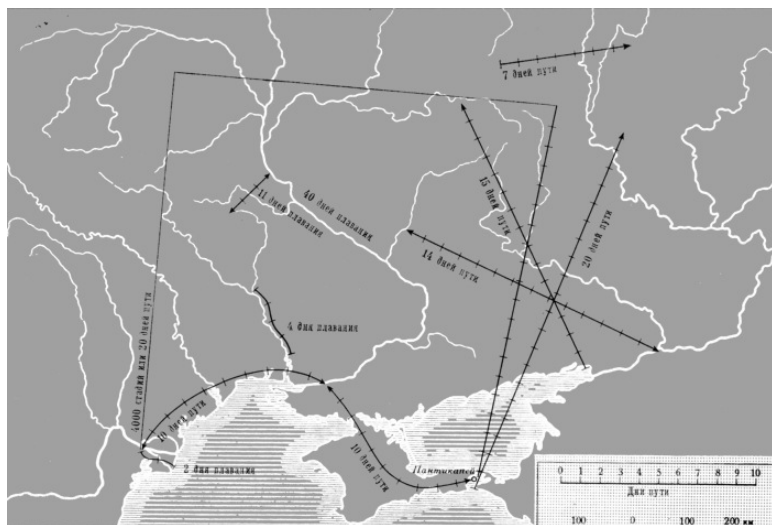 7 дней пути
15 дней пути
40 дней плавания
11 дней плавания
20 дней пути
14 дней пути
4 дня плавания
4000 стадий или 20 дней пути
10 дней пути
10 дней пути
2 дня плавания
Пантикапей
0 1 2 3 4 5 6 7 8 9 10
Дни пути
100 0 100 200 км